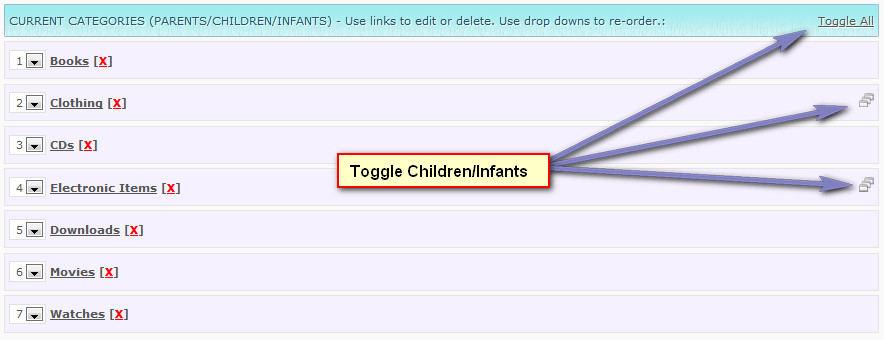 CURRENT CATEGORIES (PARENTS/CHILDREN/INFANTS) - Use links to edit or delete. Use drop downs to re-order.: Toggle All
1 Books [X]
2 Clothing [X]
3 CDs [X]
Toggle Children/Infants
4 Electronic Items [X]
5 Downloads [X]
6 Movies [X]
7 Watches [X]